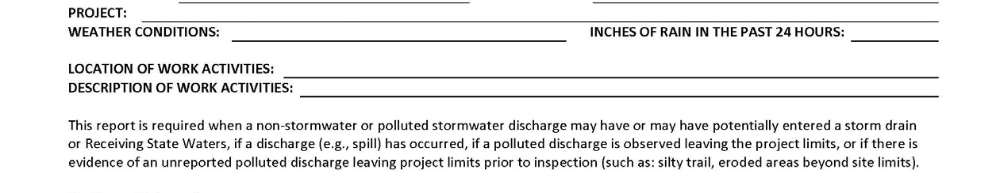 PROJECT:
WEATHER CONDITIONS: INCHES OF RAIN IN THE PAST 24 HOURS:
LOCATION OF WORK ACTIVITIES:
DESCRIPTION OF WORK ACTIVITIES:
This report is required when a non-stormwater or polluted stormwater discharge may have or may have potentially entered a storm drain
or Receiving State Waters, if a discharge (e.g., spill) has occurred, if a polluted discharge is observed leaving the project limits, or if there is
evidence of an unreported polluted discharge leaving project limits prior to inspection (such as: silty trail, eroded areas beyond site limits).